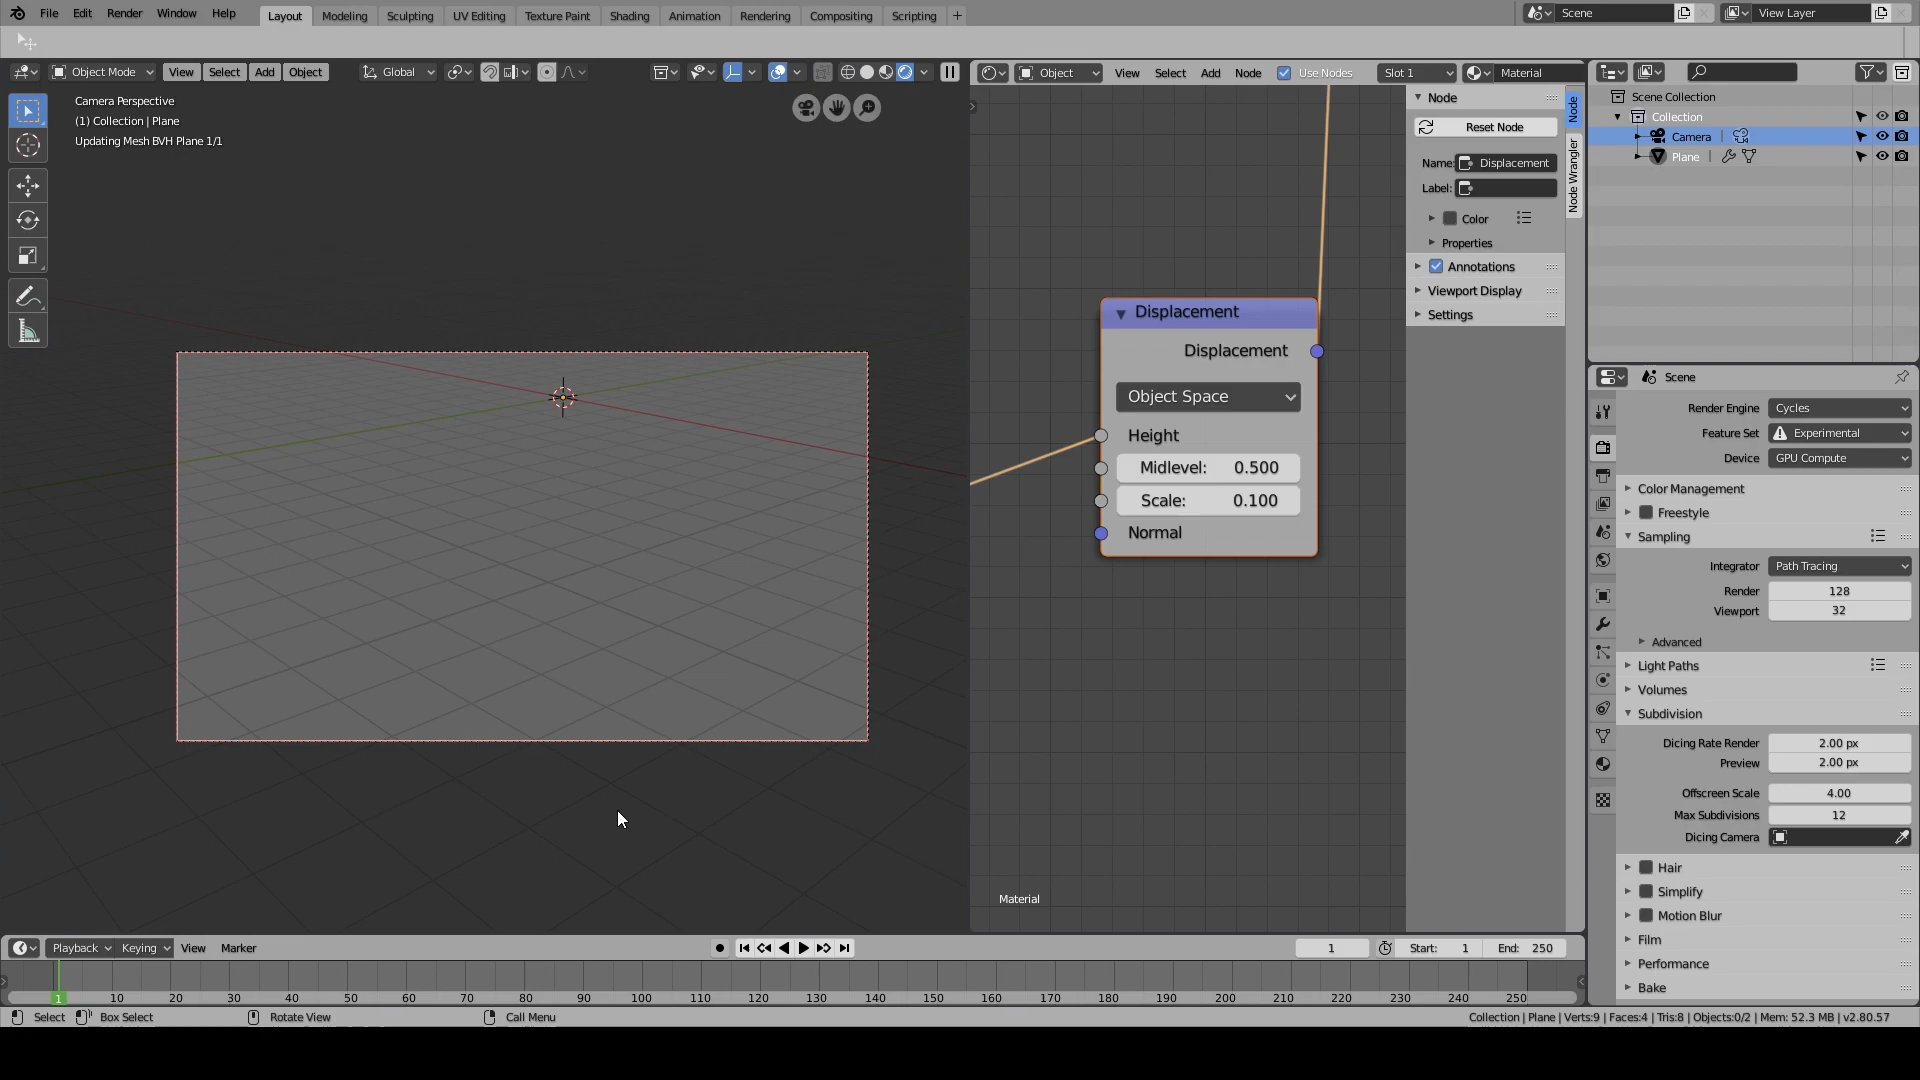 File Edit Render Window Help Layout Modeling Sculpting UV Editing Texture Paint Shading Animation Rendering Compositing Scripting + Scene View Layer
Object Mode View Select Add Object Global
Object View Select Add Node Use Nodes Slot 1 Material
Camera Perspective
(1) Collection | Plane
Updating Mesh BVH Plane 1/1
Displacement
Displacement
Object Space
Height
Midlevel: 0.500
Scale: 0.100
Normal
Material
Node
Reset Node
Name: Displacement
Label:
Color
Properties
Annotations
Viewport Display
Settings
Node
Node Wrangler
Scene Collection
Collection
Camera
Plane
Scene
Render Engine Cycles
Feature Set Experimental
Device GPU Compute
Color Management
Freestyle
Sampling
Integrator Path Tracing
Render 128
Viewport 32
Advanced
Light Paths
Volumes
Subdivision
Dicing Rate Render 2.00 px
Preview 2.00 px
Offscreen Scale 4.00
Max Subdivisions 12
Dicing Camera
Hair
Simplify
Motion Blur
Film
Performance
Bake
Playback Keying View Marker 1 Start: 1 End: 250
1 10 20 30 40 50 60 70 80 90 100 110 120 130 140 150 160 170 180 190 200 210 220 230 240 250
Select Box Select Rotate View Call Menu Collection | Plane | Verts:9 | Faces:4 | Tris:8 | Objects:0/2 | Mem: 52.3 MB | v2.80.57